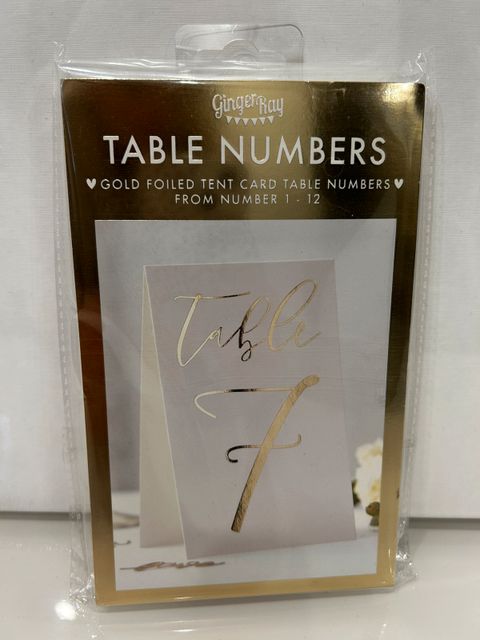 Ginger Ray
TABLE NUMBERS
♥ GOLD FOILED TENT CARD TABLE NUMBERS ♥
FROM NUMBER 1 - 12
table
7